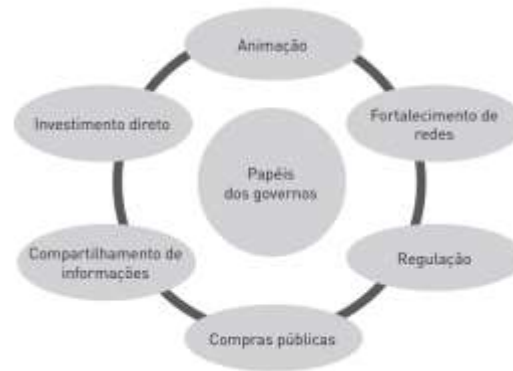 Animação
Fortalecimento de
redes
Regulação
Compras públicas
Compartilhamento de
informações
Investimento direto
Papéis
dos governos